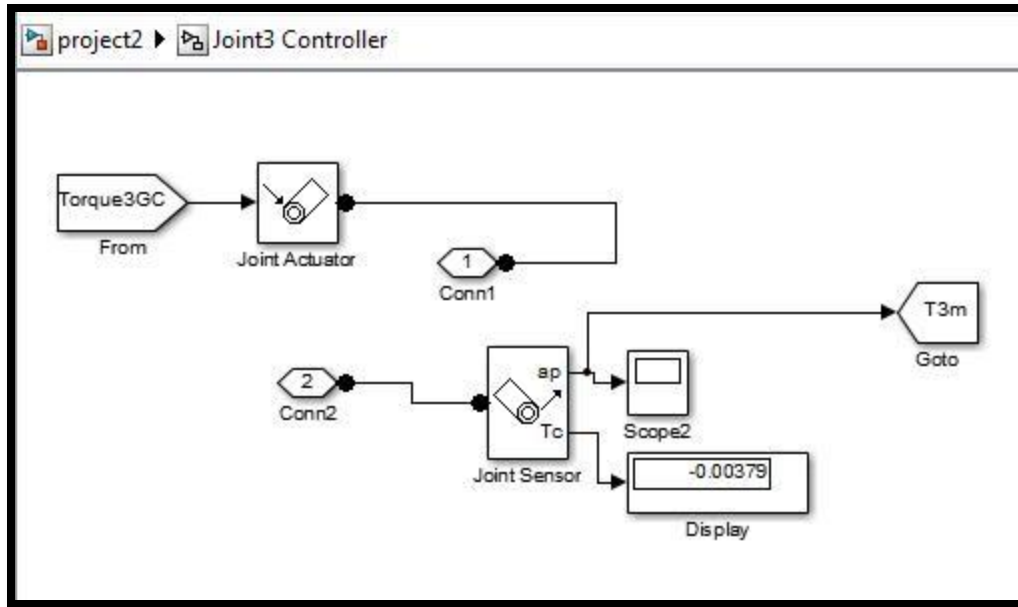 project2 Joint3 Controller
Torque3GC
From
Joint Actuator
1
Conn1
T3m
Goto
2
Conn2
ap
Tc
Joint Sensor
Scope2
-0.00379
Display